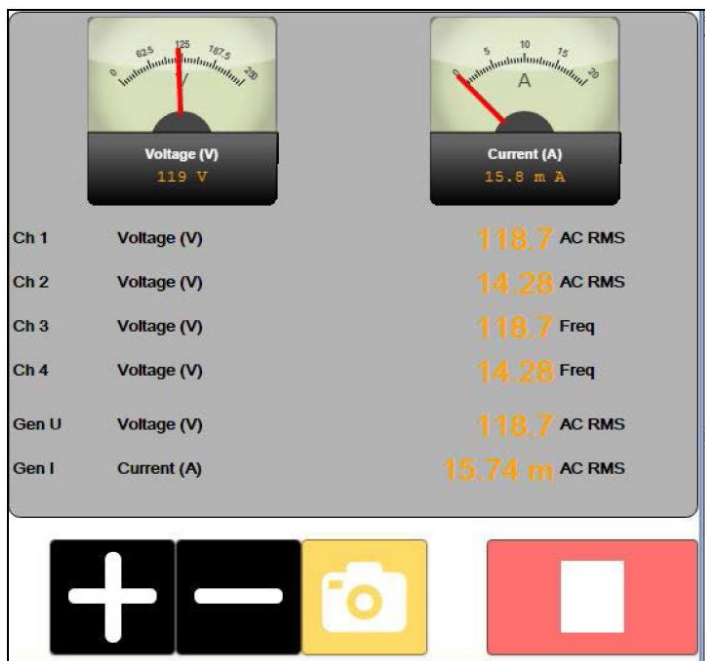 0 62.5 125 187.5 250
V
Voltage (V)
119 V
0 5 10 15 20
A
Current (A)
15.8 m A
Ch 1 Voltage (V) 118.7 AC RMS
Ch 2 Voltage (V) 14.28 AC RMS
Ch 3 Voltage (V) 118.7 Freq
Ch 4 Voltage (V) 14.28 Freq
Gen U Voltage (V) 118.7 AC RMS
Gen I Current (A) 15.74 m AC RMS